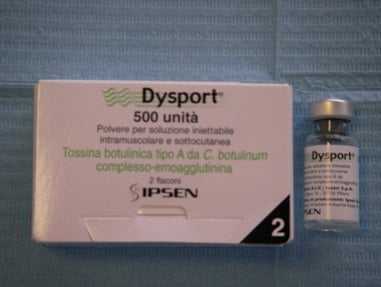 Dysport®
500 unità
Polvere per soluzione iniettabile
intramuscolare e sottocutanea
Tossina botulinica tipo A da C. botulinum
complesso-emoagglutinina
2 flaconi
IPSEN
2
Dysport®